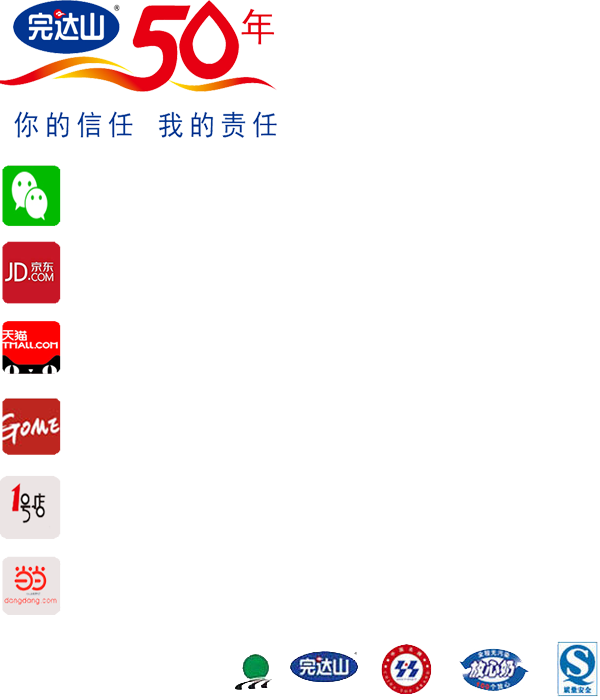 完达山®
50年
你的信任 我的责任
JD京东
.COM
天猫
TMALL.COM
GOME
1号店
当当
dangdang.com
完达山
放心奶
S
质量安全